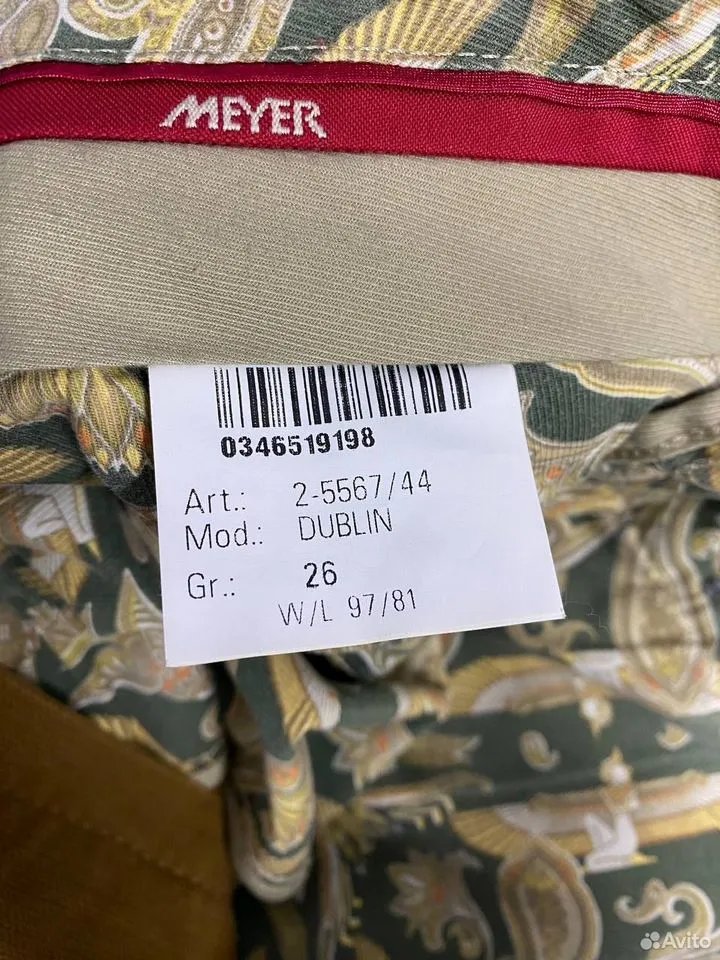 MEYER
0346519198
Art.: 2-5567/44
Mod.: DUBLIN
Gr.: 26
W/L 97/81
Avito